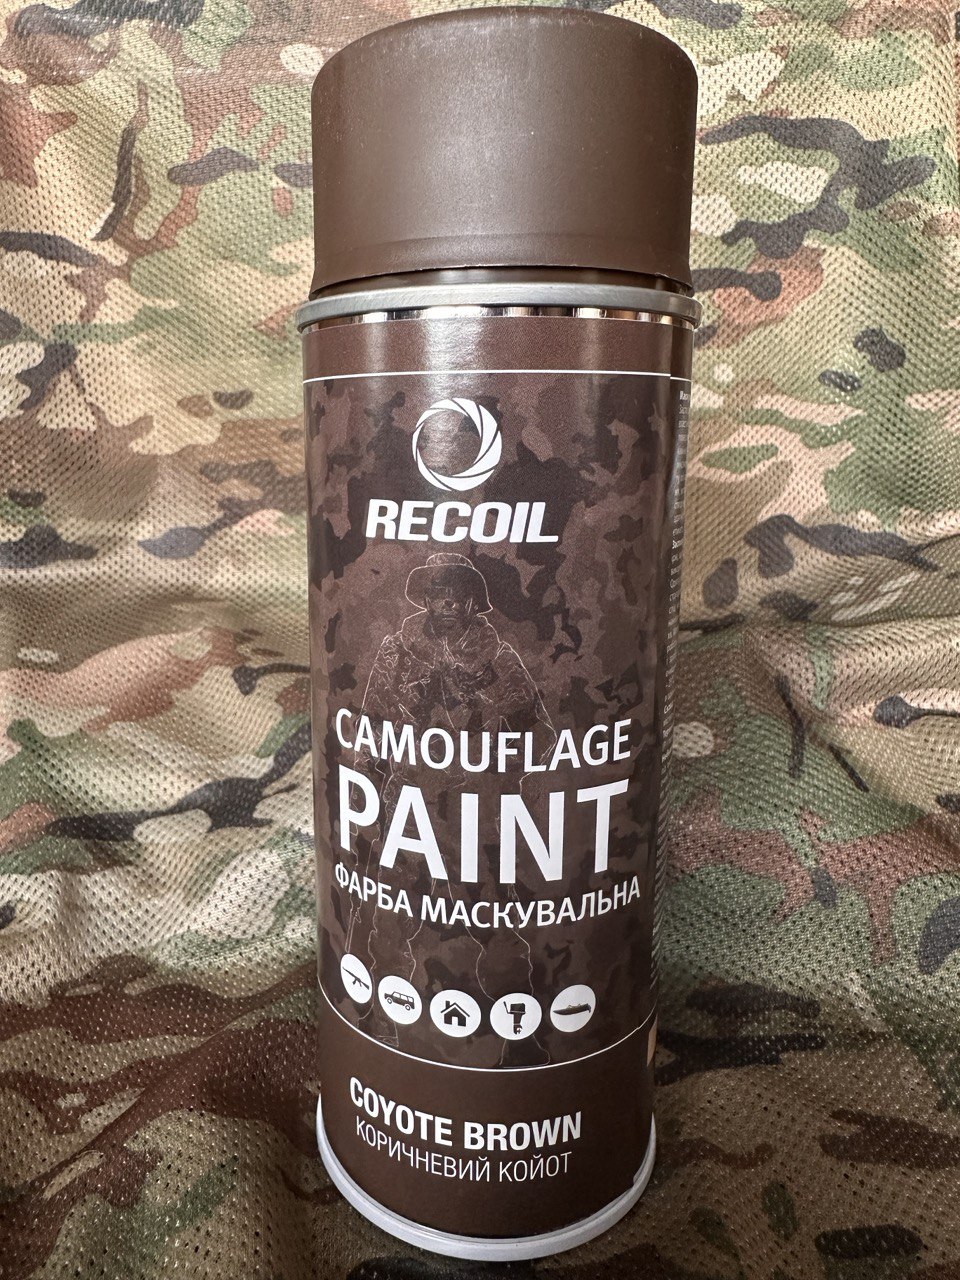 RECOIL
CAMOUFLAGE
PAINT
ФАРБА МАСКУВАЛЬНА
COYOTE BROWN
КОРИЧНЕВИЙ КОЙОТ